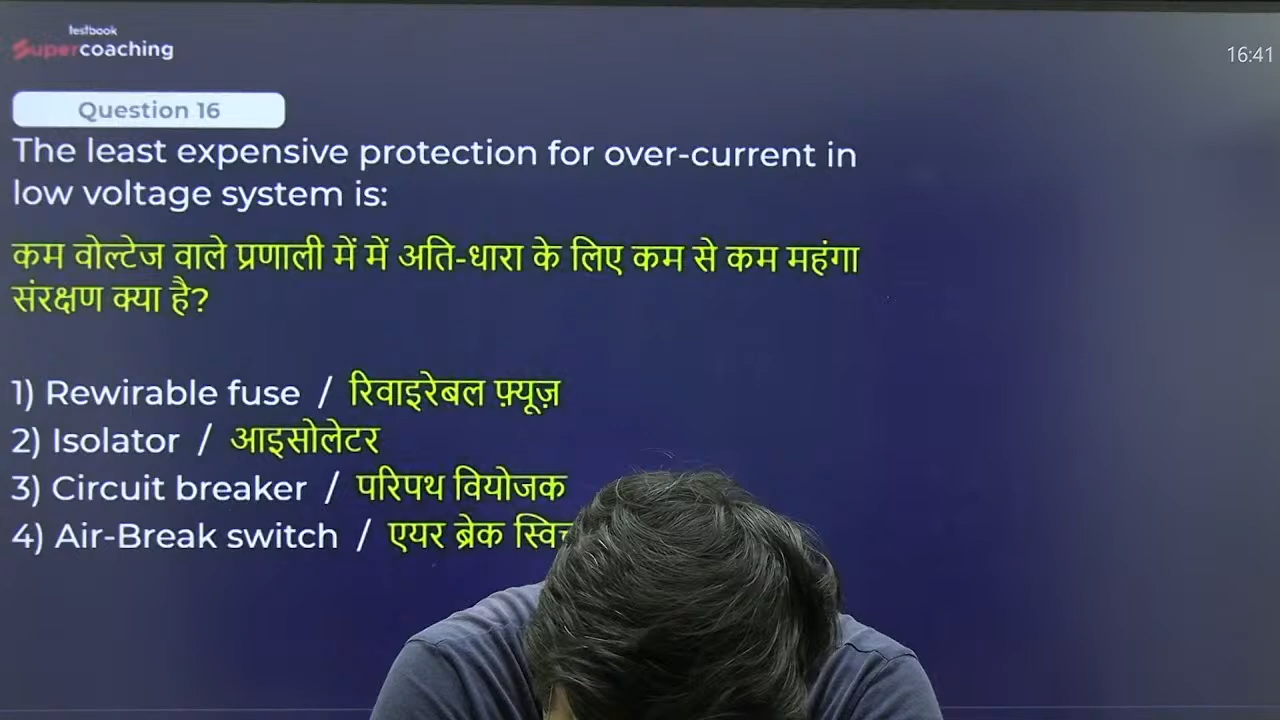 testbook
Supercoaching
16:41
Question 16
The least expensive protection for over-current in
low voltage system is:
कम वोल्टेज वाले प्रणाली में में अति-धारा के लिए कम से कम महंगा
संरक्षण क्या है?
1) Rewirable fuse / रिवाइरेबल फ़्यूज़
2) Isolator / आइसोलेटर
3) Circuit breaker / परिपथ वियोजक
4) Air-Break switch / एयर ब्रेक